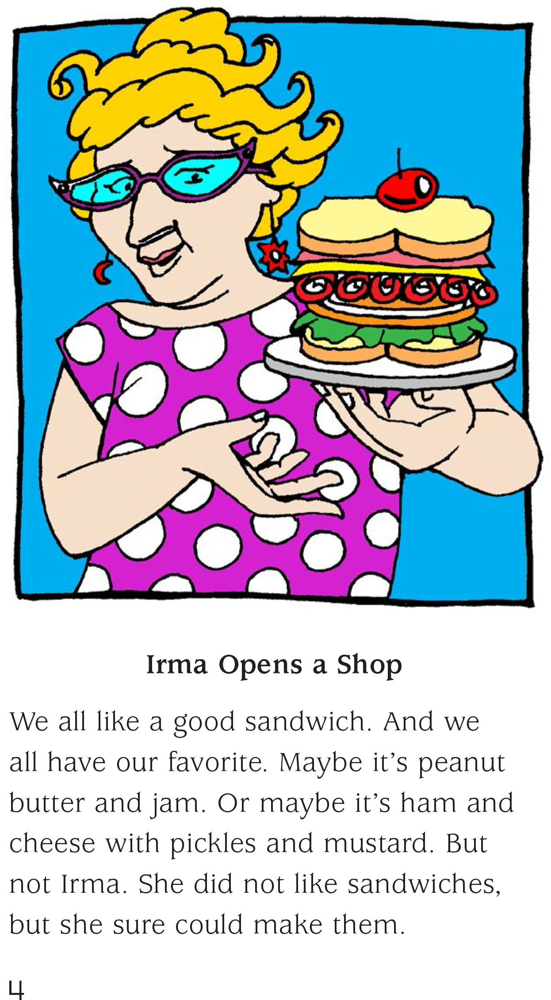 Irma Opens a Shop
We all like a good sandwich. And we
all have our favorite. Maybe it’s peanut
butter and jam. Or maybe it’s ham and
cheese with pickles and mustard. But
not Irma. She did not like sandwiches,
but she sure could make them.
4